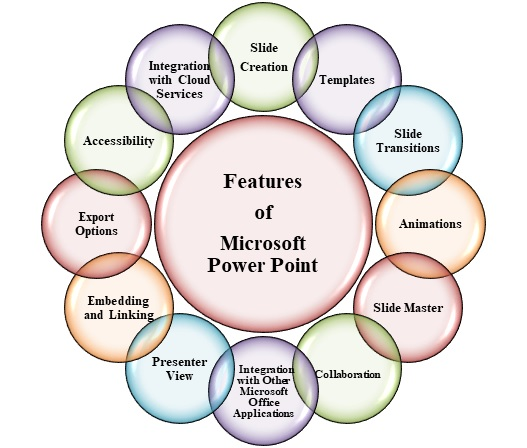 Features
of
Microsoft
Power Point
Slide
Creation
Templates
Slide
Transitions
Animations
Slide Master
Collaboration
Integration
with Other
Microsoft
Office
Applications
Presenter
View
Embedding
and Linking
Export
Options
Accessibility
Integration
with Cloud
Services